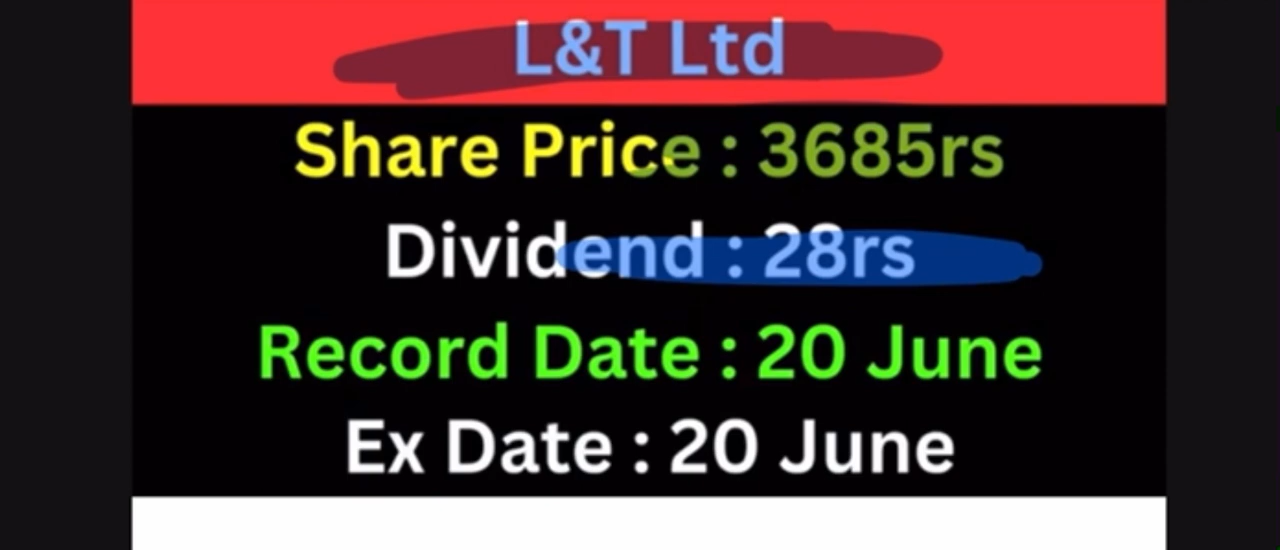 L&T Ltd
Share Price : 3685rs
Dividend : 28rs
Record Date : 20 June
Ex Date : 20 June